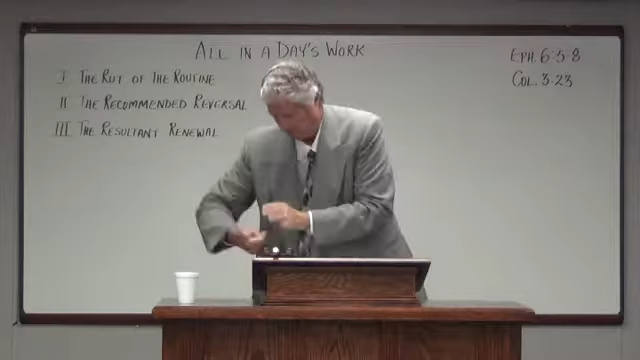 ALL IN A DAY'S WORK
I THE RUT OF THE ROUTINE
II THE RECOMMENDED REVERSAL
III THE RESULTANT RENEWAL
EPH. 6:5-8
COL. 3:23